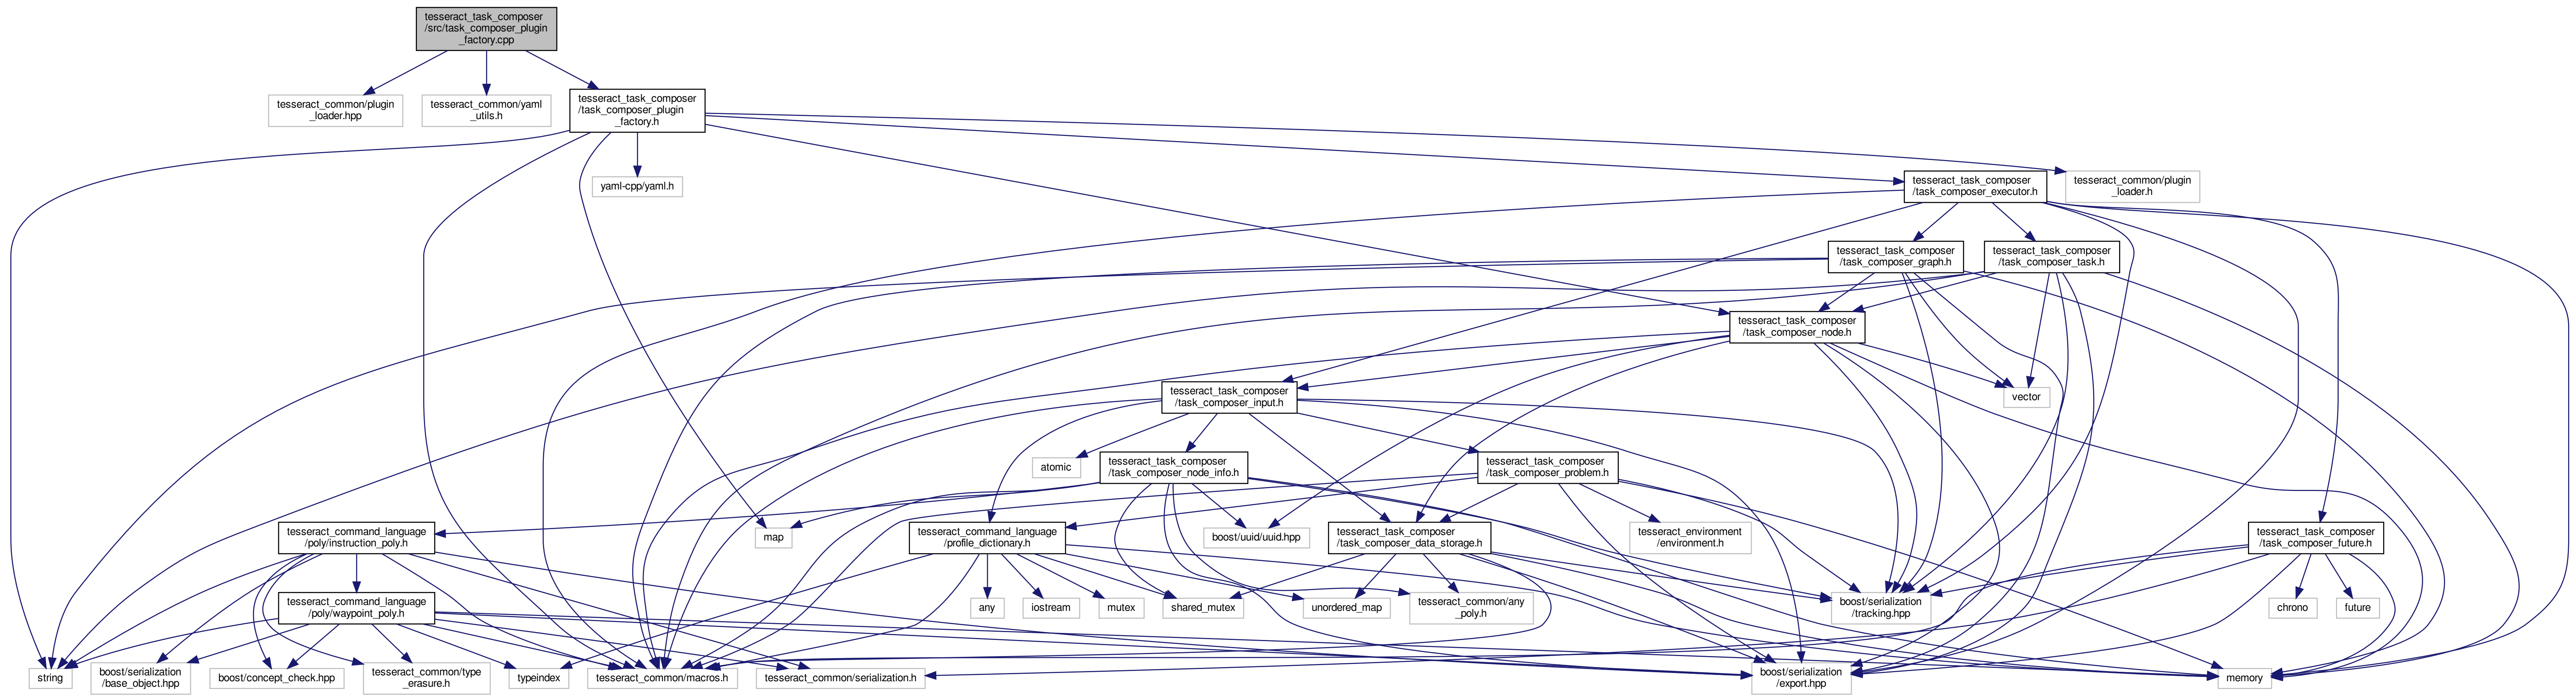 tesseract_task_composer
/src/task_composer_plugin
_factory.cpp
tesseract_common/plugin
_loader.hpp
tesseract_common/yaml
_utils.h
tesseract_task_composer
/task_composer_plugin
_factory.h
yaml-cpp/yaml.h
tesseract_task_composer
/task_composer_executor.h
tesseract_common/plugin
_loader.h
tesseract_task_composer
/task_composer_graph.h
tesseract_task_composer
/task_composer_task.h
tesseract_task_composer
/task_composer_node.h
tesseract_task_composer
/task_composer_input.h
vector
atomic
tesseract_task_composer
/task_composer_node_info.h
tesseract_task_composer
/task_composer_problem.h
tesseract_command_language
/poly/instruction_poly.h
map
tesseract_command_language
/profile_dictionary.h
boost/uuid/uuid.hpp
tesseract_task_composer
/task_composer_data_storage.h
tesseract_environment
/environment.h
tesseract_task_composer
/task_composer_future.h
tesseract_command_language
/poly/waypoint_poly.h
any
iostream
mutex
shared_mutex
unordered_map
tesseract_common/any
_poly.h
boost/serialization
/tracking.hpp
chrono
future
string
boost/serialization
/base_object.hpp
boost/concept_check.hpp
tesseract_common/type
_erasure.h
typeindex
tesseract_common/macros.h
tesseract_common/serialization.h
boost/serialization
/export.hpp
memory